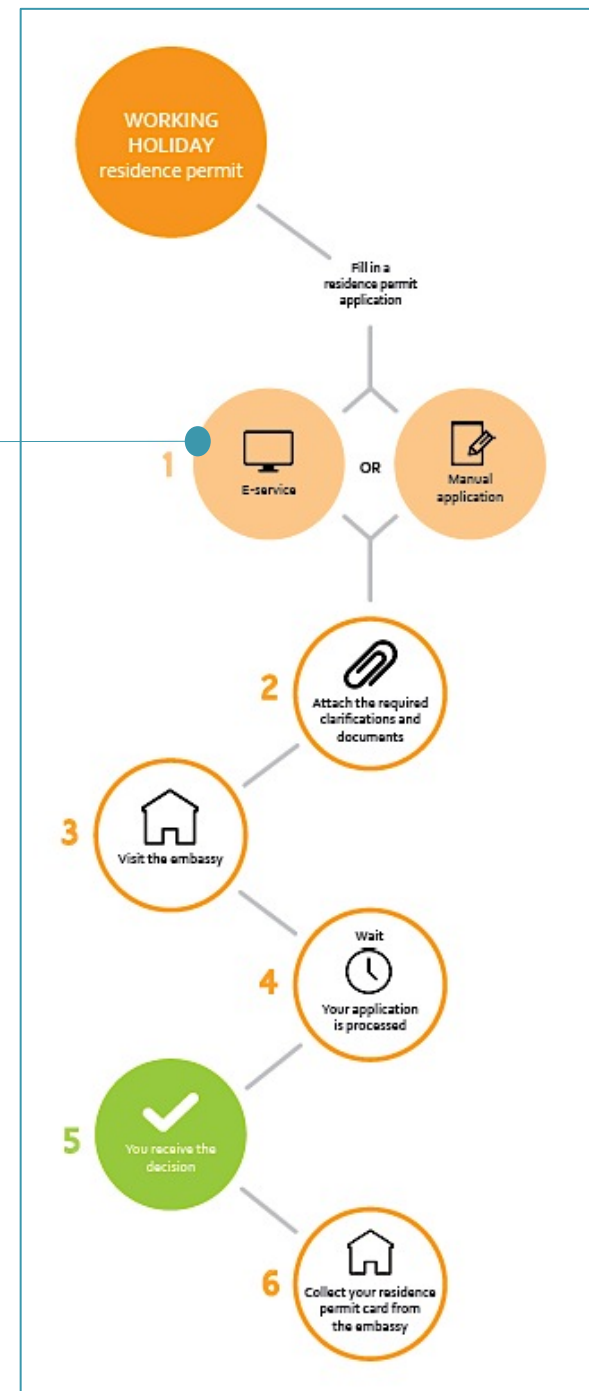 WORKING
HOLIDAY
residence permit
Fill in a
residence permit
application
1
E-service
OR
Manual
application
2
Attach the required
clarifications and
documents
3
Visit the embassy
4
Wait
Your application
is processed
5
You receive the
decision
6
Collect your residence
permit card from
the embassy